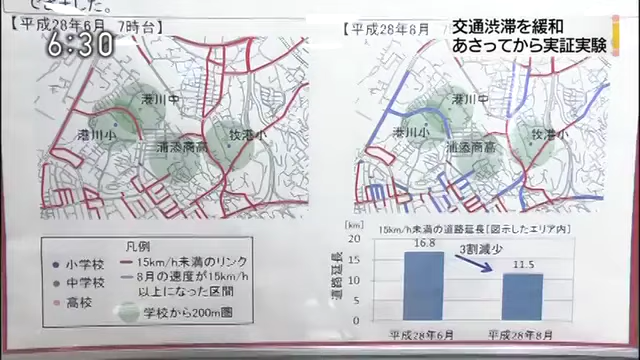 できました。
【平成28年6月 7時台】
6:30
【平成28年8月 7
交通渋滞を緩和
あさってから実証実験
港川中
港川小
浦添商高
牧港小
港川中
港川小
浦添商高
牧港小
凡例
小学校
中学校
高校
15km/h未満のリンク
8月の速度が15km/h
以上になった区間
学校から200m圏
15km/h未満の道路延長[図示したエリア内]
[km]
道路延長
20
15
10
5
0
16.8
3割減少
11.5
平成28年6月
平成28年8月